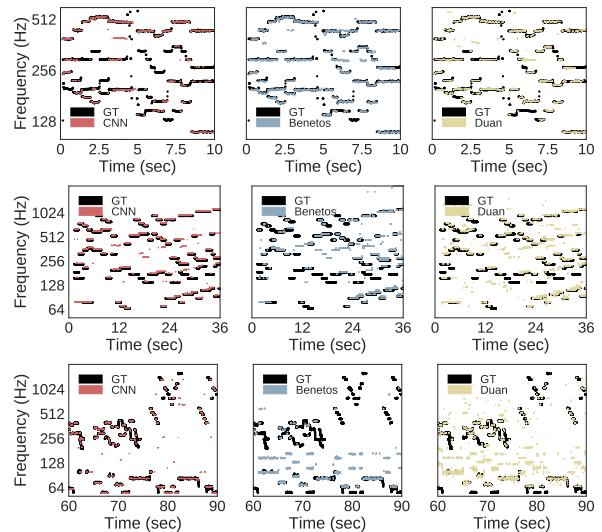 Frequency (Hz)
512
256
128
GT
CNN
GT
Benetos
GT
Duan
0 2.5 5 7.5 10
0 2.5 5 7.5 10
0 2.5 5 7.5 10
Time (sec)
Time (sec)
Time (sec)
Frequency (Hz)
1024
512
256
128
64
GT
CNN
GT
Benetos
GT
Duan
0 12 24 36
0 12 24 36
0 12 24 36
Time (sec)
Time (sec)
Time (sec)
Frequency (Hz)
1024
512
256
128
64
GT
CNN
GT
Benetos
GT
Duan
60 70 80 90
60 70 80 90
60 70 80 90
Time (sec)
Time (sec)
Time (sec)